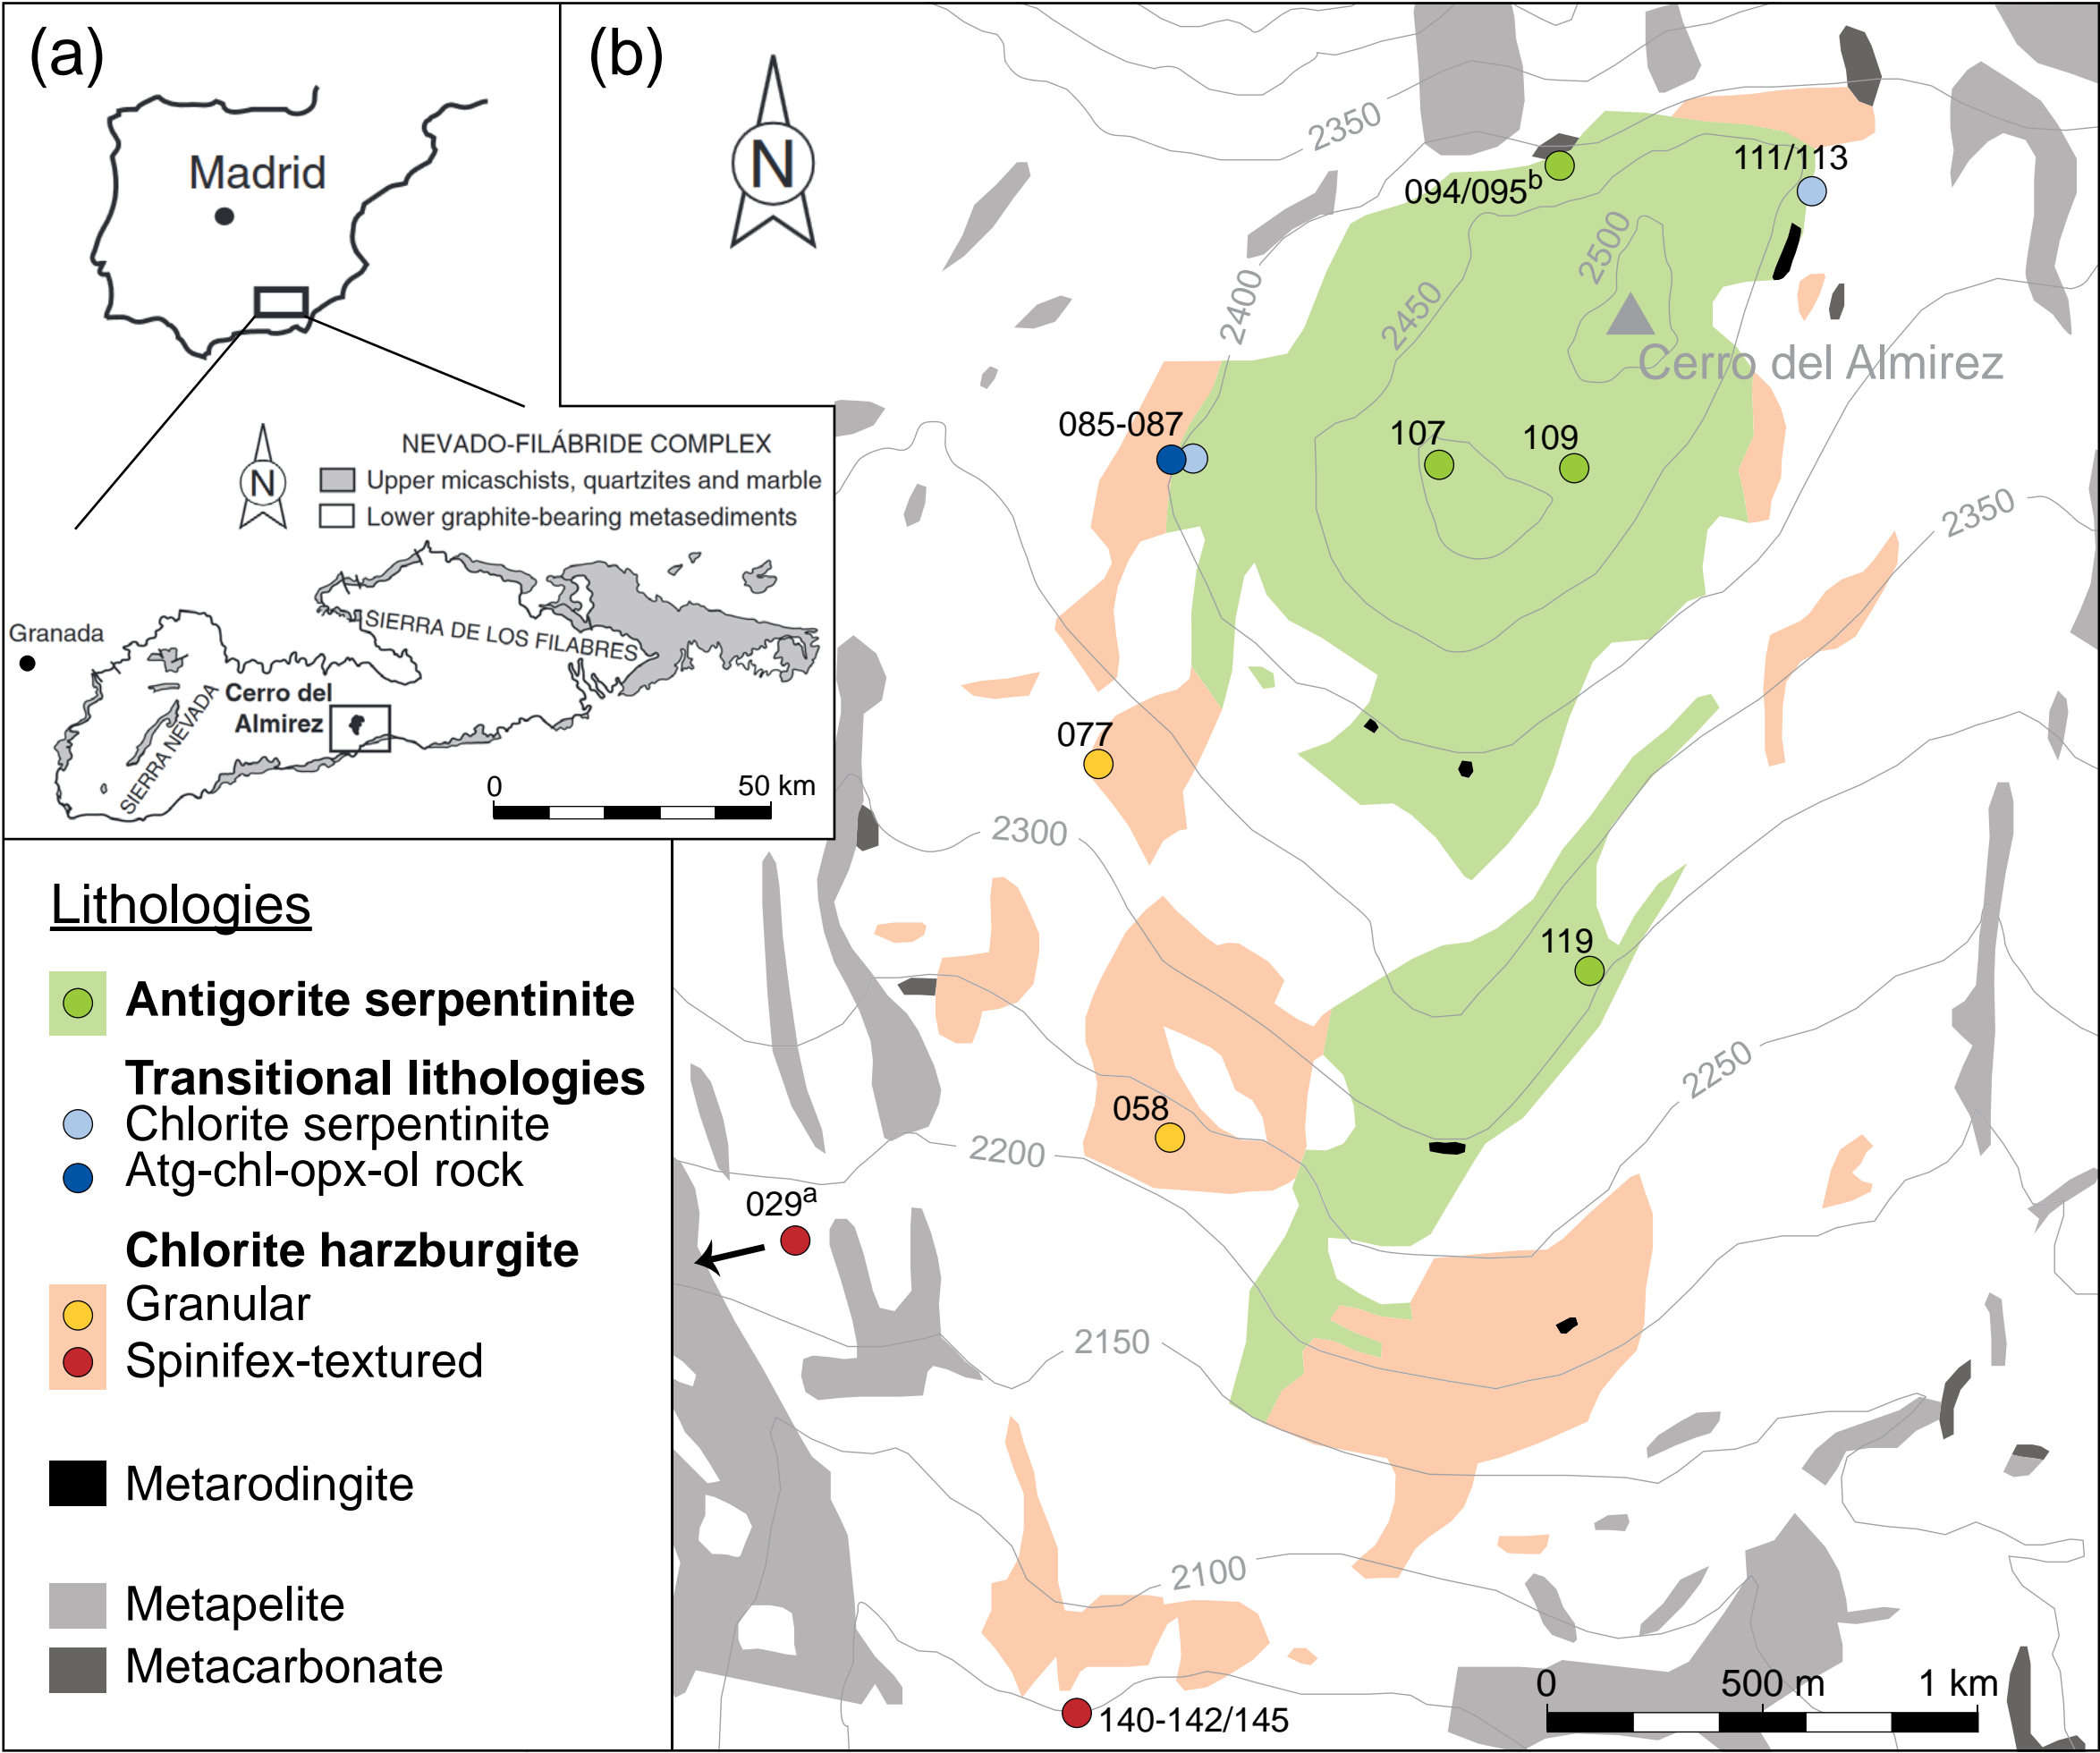 (a)
Madrid
N
NEVADO-FILÁBRIDE COMPLEX
Upper micaschists, quartzites and marble
Lower graphite-bearing metasediments
SIERRA DE LOS FILABRES
Granada
SIERRA NEVADA
Cerro del
Almirez
0 50 km
Lithologies
Antigorite serpentinite
Transitional lithologies
Chlorite serpentinite
Atg-chl-opx-ol rock
Chlorite harzburgite
Granular
Spinifex-textured
Metarodingite
Metapelite
Metacarbonate
(b)
N
2350
094/095b
111/113
2500
2400
2450
Cerro del Almirez
085-087
107
109
2350
077
2300
119
2250
058
2200
029a
2150
2100
140-142/145
0 500 m 1 km